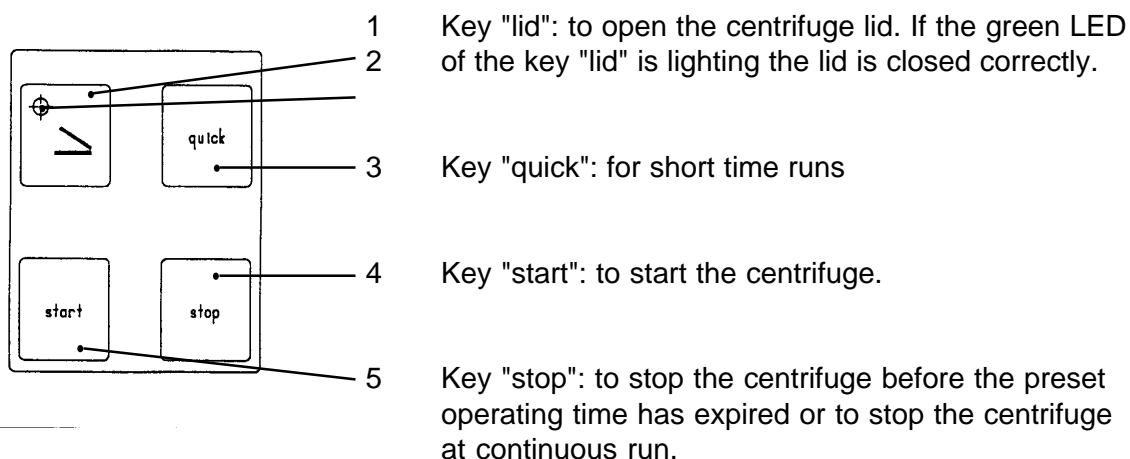 1 Key "lid": to open the centrifuge lid. If the green LED
2 of the key "lid" is lighting the lid is closed correctly.
quick
3 Key "quick": for short time runs
4 Key "start": to start the centrifuge.
start stop
5 Key "stop": to stop the centrifuge before the preset
operating time has expired or to stop the centrifuge
at continuous run.